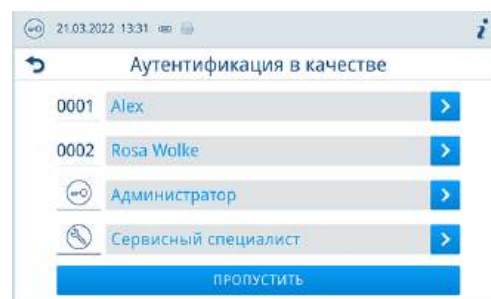 21.03.2022 13:31
Аутентификация в качестве
0001 Alex
0002 Rosa Wolke
Администратор
Сервисный специалист
ПРОПУСТИТЬ